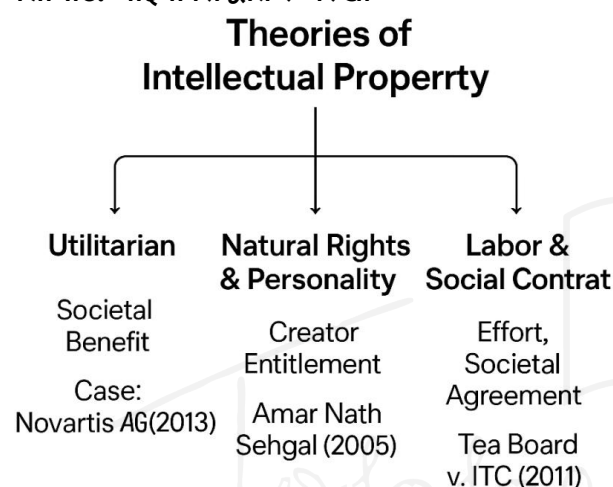 Theories of
Intellectual Properrty
Utilitarian
Societal
Benefit
Case:
Novartis AG(2013)
Natural Rights
& Personality
Creator
Entitlement
Amar Nath
Sehgal (2005)
Labor &
Social Contrat
Effort,
Societal
Agreement
Tea Board
v. ITC (2011)